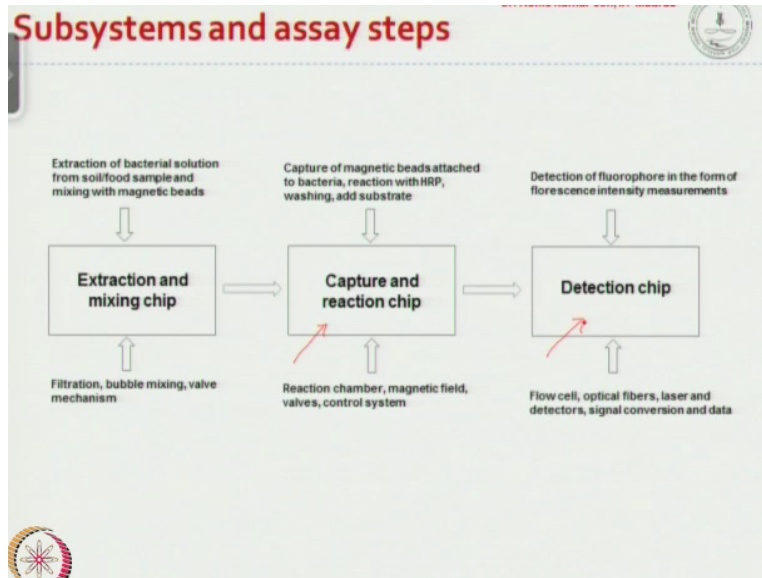 Subsystems and assay steps
Extraction of bacterial solution
from soil/food sample and
mixing with magnetic beads
Capture of magnetic beads attached
to bacteria, reaction with HRP,
washing, add substrate
Detection of fluorophore in the form of
florescence intensity measurements
Extraction and
mixing chip
Capture and
reaction chip
Detection chip
Filtration, bubble mixing, valve
mechanism
Reaction chamber, magnetic field,
valves, control system
Flow cell, optical fibers, laser and
detectors, signal conversion and data